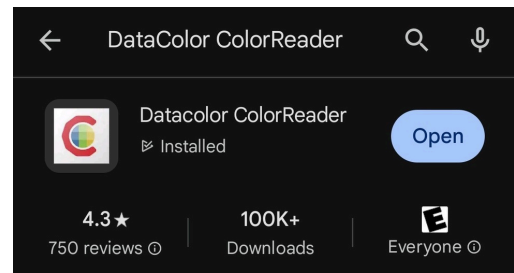 DataColor ColorReader
Datacolor ColorReader
Installed
Open
4.3★
100K+
E
750 reviews
Downloads
Everyone